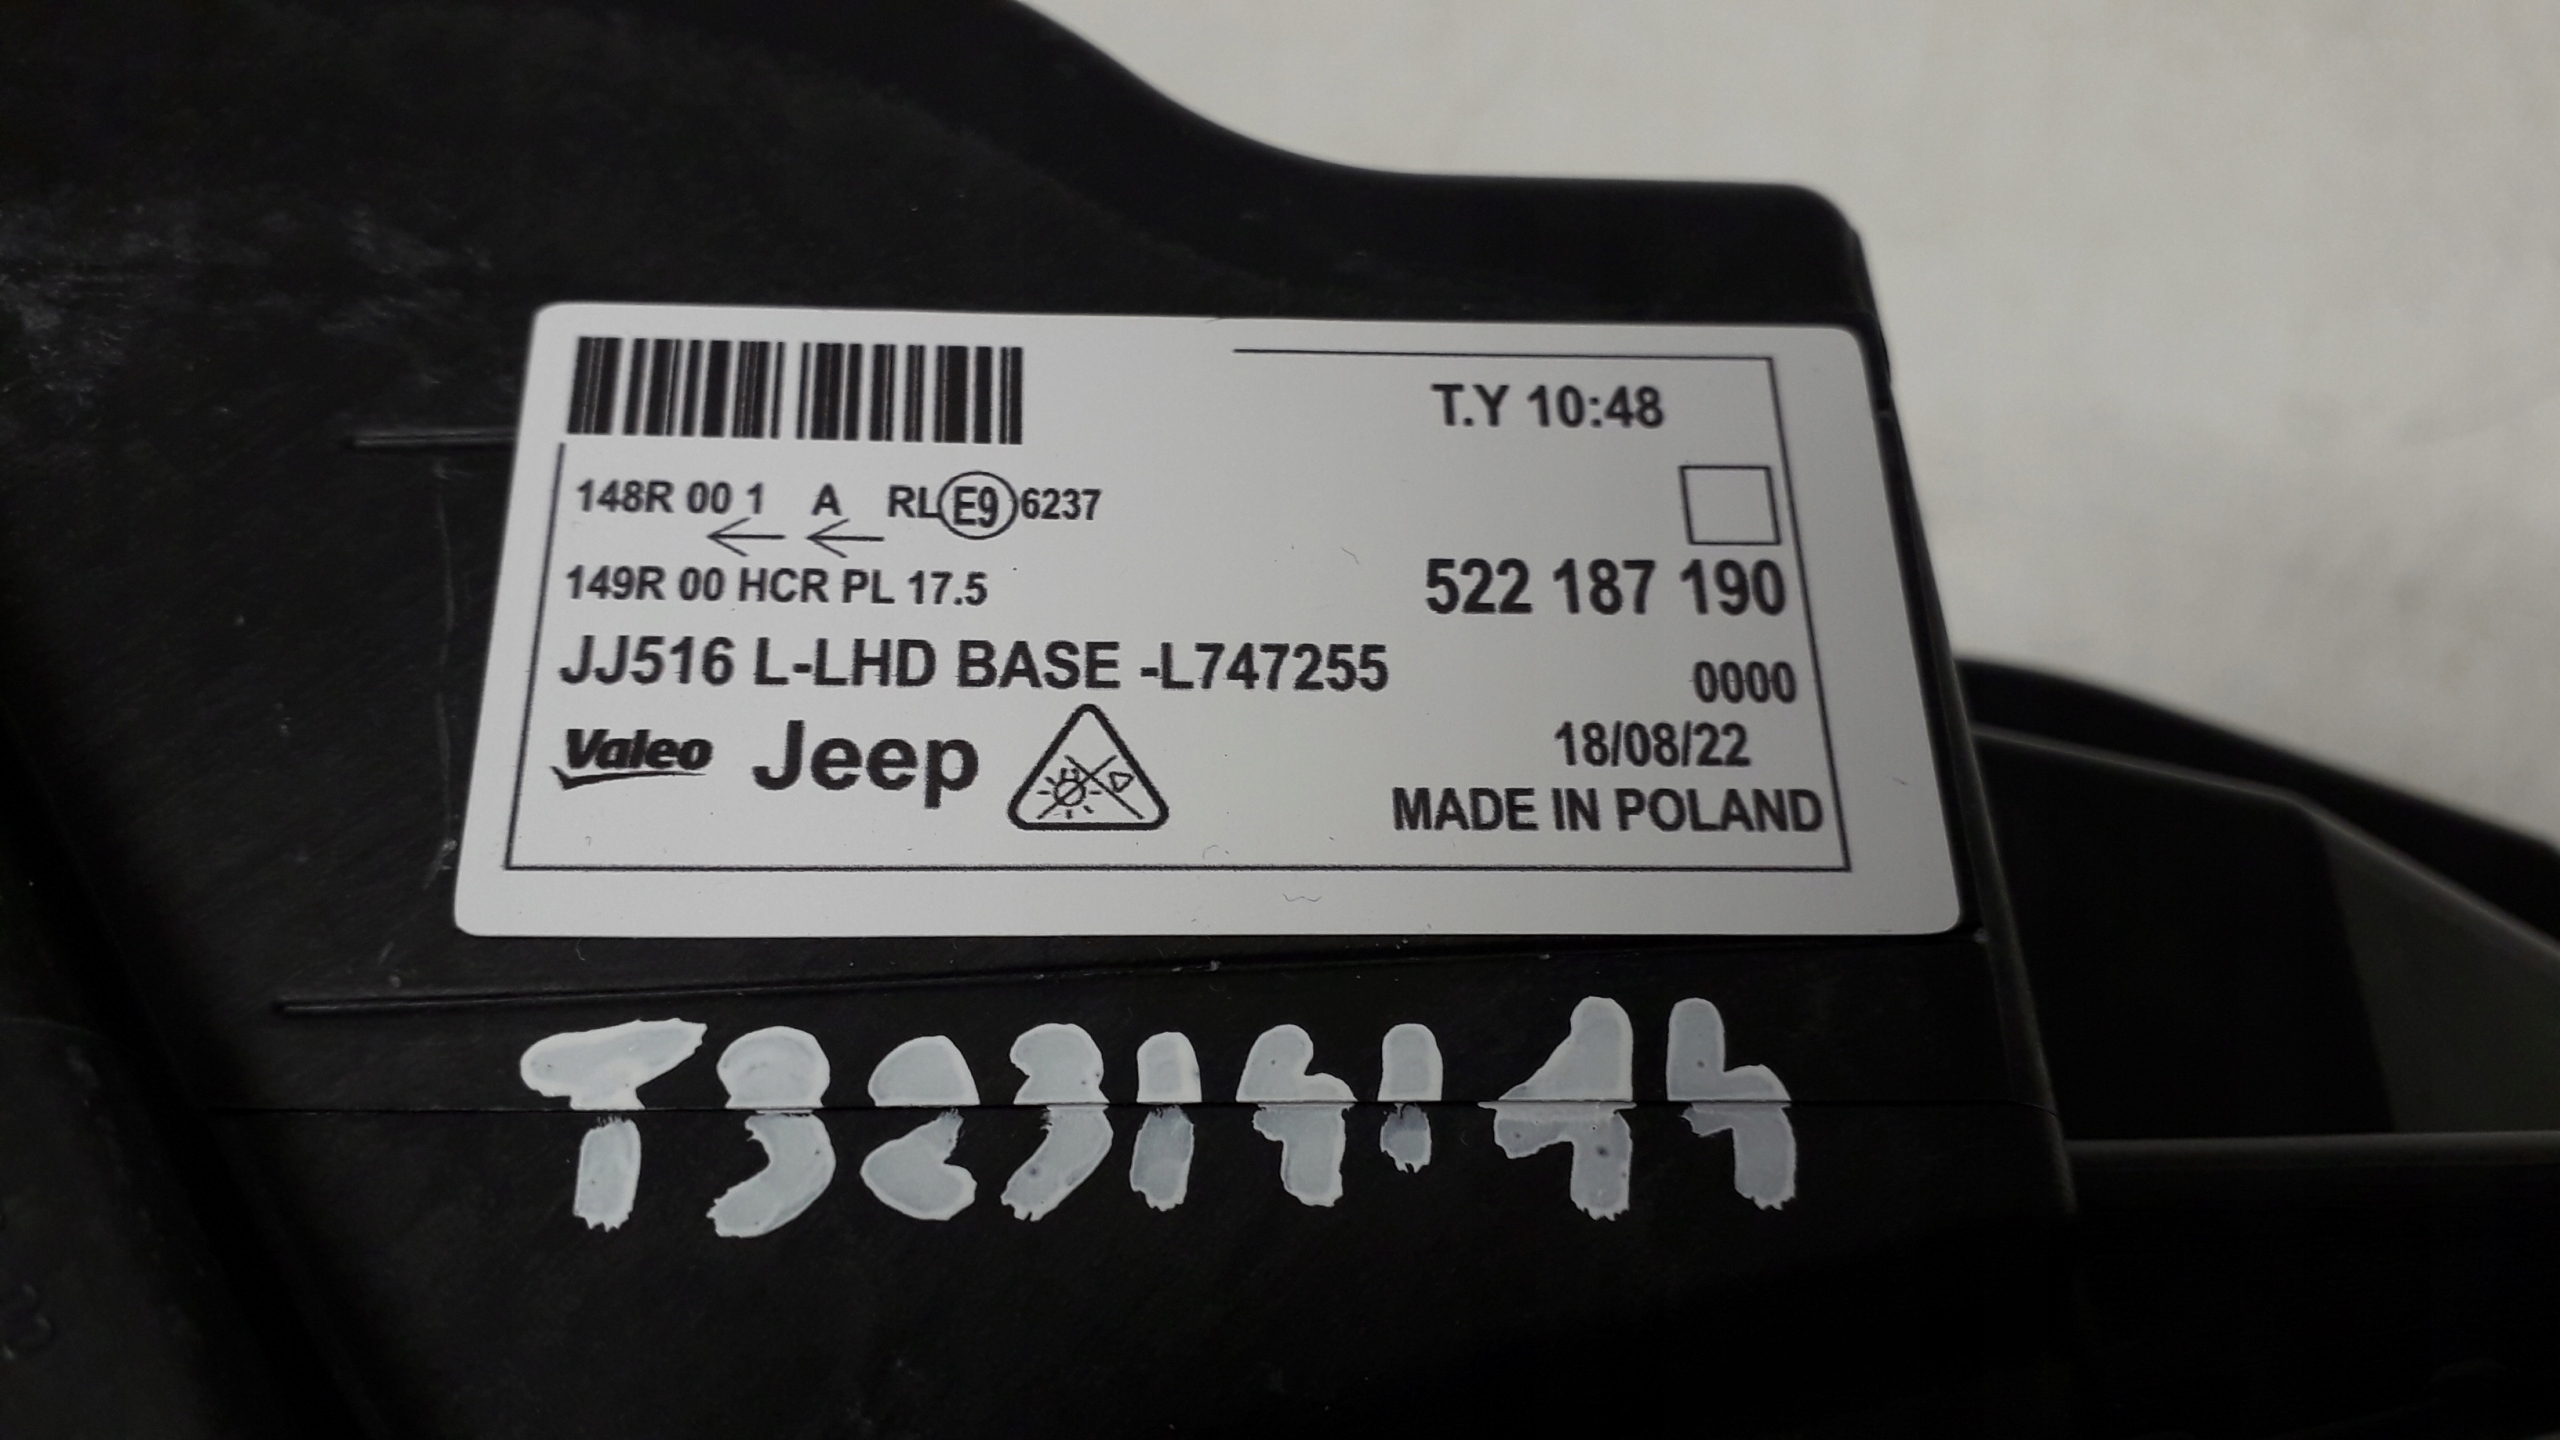 T.Y 10:48
148R 00 1 A RL E9 6237
149R 00 HCR PL 17.5
522 187 190
JJ516 L-LHD BASE -L747255
0000
Valeo Jeep
18/08/22
MADE IN POLAND